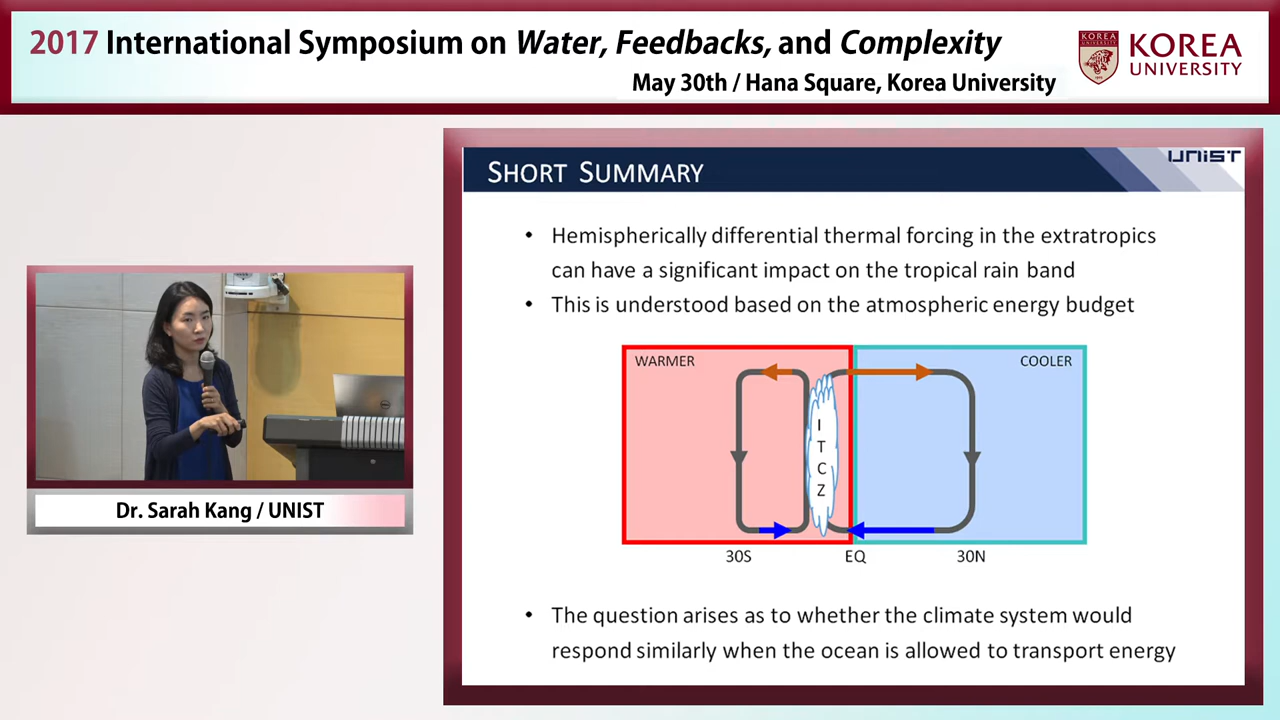 2017 International Symposium on Water, Feedbacks, and Complexity
May 30th / Hana Square, Korea University
KOREA
UNIVERSITY
SHORT SUMMARY
UNIST
• Hemispherically differential thermal forcing in the extratropics
can have a significant impact on the tropical rain band
• This is understood based on the atmospheric energy budget
WARMER
COOLER
I
T
C
Z
30S
EQ
30N
• The question arises as to whether the climate system would
respond similarly when the ocean is allowed to transport energy
Dr. Sarah Kang / UNIST